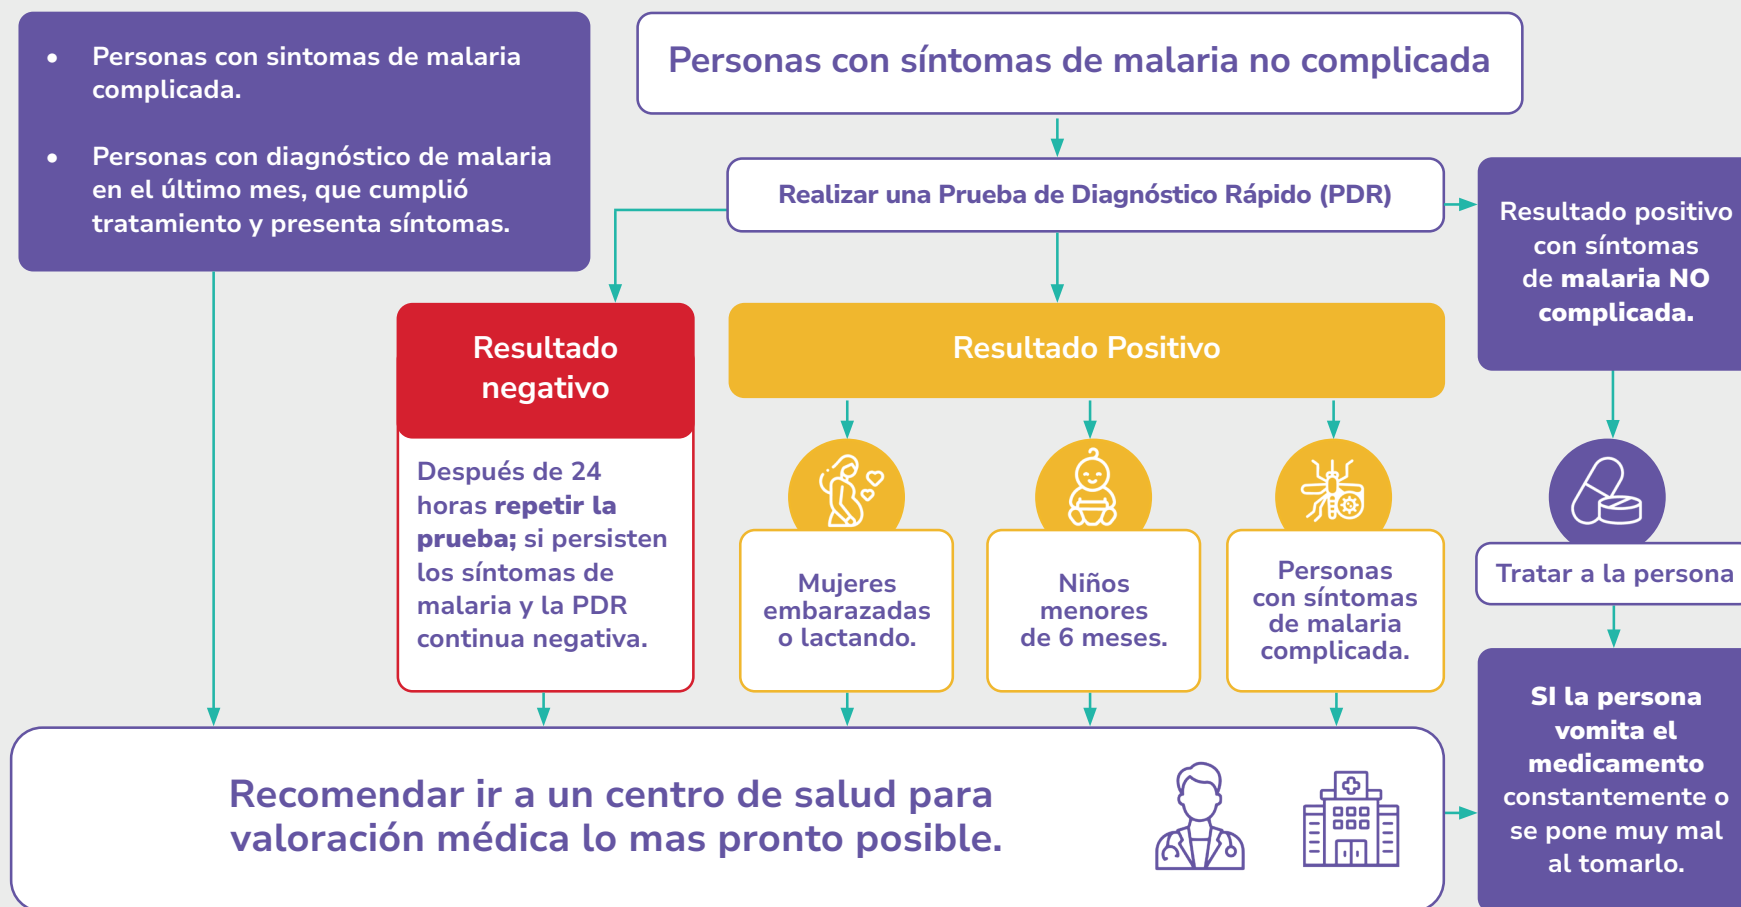 • Personas con sintomas de malaria
complicada.
• Personas con diagnóstico de malaria
en el último mes, que cumplió
tratamiento y presenta síntomas.
Personas con síntomas de malaria no complicada
Realizar una Prueba de Diagnóstico Rápido (PDR)
Resultado positivo
con síntomas
de malaria NO
complicada.
Resultado
negativo
Después de 24
horas repetir la
prueba; si persisten
los síntomas de
malaria y la PDR
continua negativa.
Resultado Positivo
Mujeres
embarazadas
o lactando.
Niños
menores
de 6 meses.
Personas
con síntomas
de malaria
complicada.
Tratar a la persona
SI la persona
vomita el
medicamento
constantemente o
se pone muy mal
al tomarlo.
Recomendar ir a un centro de salud para
valoración médica lo mas pronto posible.